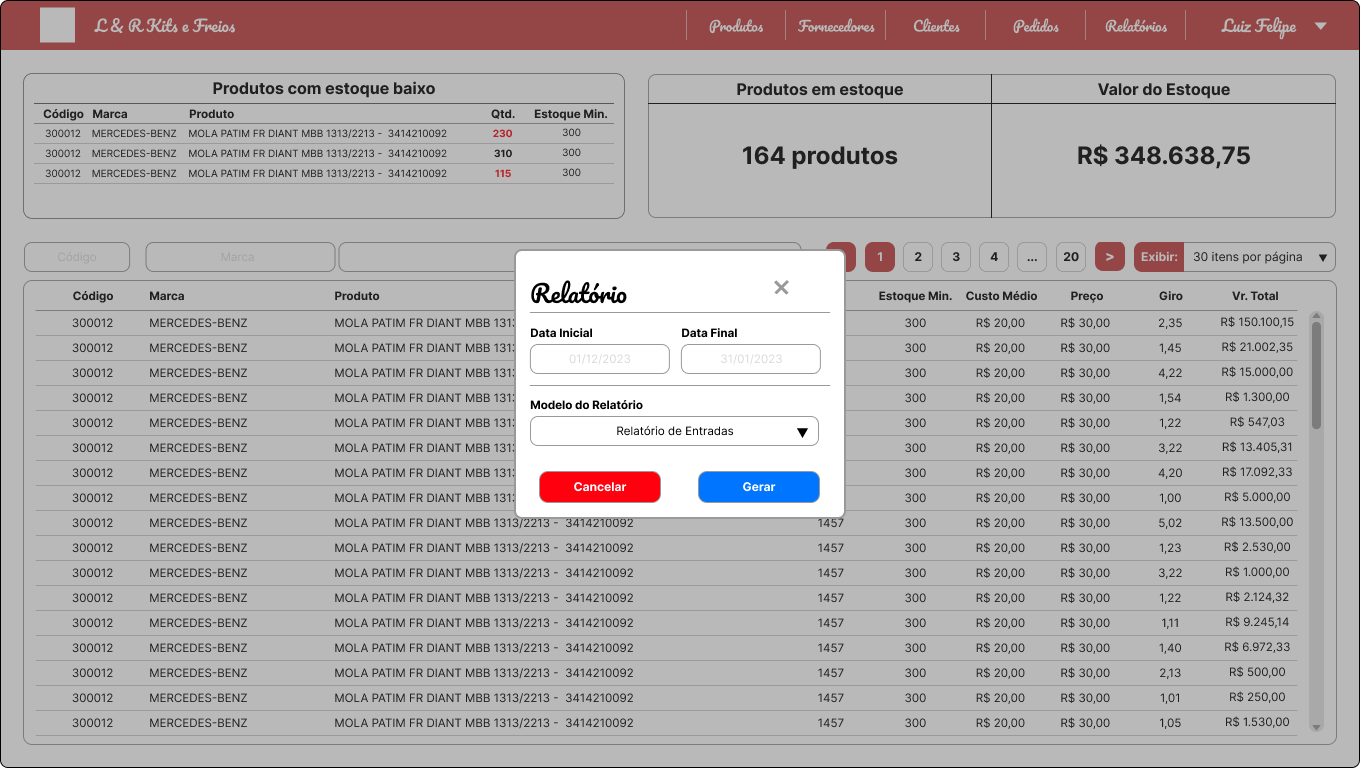 L & R Kits e Freios Produtos Fornecedores Clientes Pedidos Relatórios Luiz Felipe
Produtos com estoque baixo
Código Marca Produto Qtd. Estoque Min.
300012 MERCEDES-BENZ MOLA PATIM FR DIANT MBB 1313/2213 - 3414210092 230 300
300012 MERCEDES-BENZ MOLA PATIM FR DIANT MBB 1313/2213 - 3414210092 310 300
300012 MERCEDES-BENZ MOLA PATIM FR DIANT MBB 1313/2213 - 3414210092 115 300
Produtos em estoque Valor do Estoque
164 produtos R$ 348.638,75
Código Marca 1 2 3 4 ... 20 > Exibir: 30 itens por página
Relatório
Data Inicial Data Final
01/12/2023 31/01/2023
Modelo do Relatório
Relatório de Entradas
Cancelar Gerar
Código Marca Produto Estoque Min. Custo Médio Preço Giro Vr. Total
300012 MERCEDES-BENZ MOLA PATIM FR DIANT MBB 131 300 R$ 20,00 R$ 30,00 2,35 R$ 150.100,15
300012 MERCEDES-BENZ MOLA PATIM FR DIANT MBB 131 300 R$ 20,00 R$ 30,00 1,45 R$ 21.002,35
300012 MERCEDES-BENZ MOLA PATIM FR DIANT MBB 131 300 R$ 20,00 R$ 30,00 4,22 R$ 15.000,00
300012 MERCEDES-BENZ MOLA PATIM FR DIANT MBB 131 300 R$ 20,00 R$ 30,00 1,54 R$ 1.300,00
300012 MERCEDES-BENZ MOLA PATIM FR DIANT MBB 131 300 R$ 20,00 R$ 30,00 1,22 R$ 547,03
300012 MERCEDES-BENZ MOLA PATIM FR DIANT MBB 131 300 R$ 20,00 R$ 30,00 3,22 R$ 13.405,31
300012 MERCEDES-BENZ MOLA PATIM FR DIANT MBB 131 300 R$ 20,00 R$ 30,00 4,20 R$ 17.092,33
300012 MERCEDES-BENZ MOLA PATIM FR DIANT MBB 131 300 R$ 20,00 R$ 30,00 1,00 R$ 5.000,00
300012 MERCEDES-BENZ MOLA PATIM FR DIANT MBB 1313/2213 - 3414210092 1457 300 R$ 20,00 R$ 30,00 5,02 R$ 13.500,00
300012 MERCEDES-BENZ MOLA PATIM FR DIANT MBB 1313/2213 - 3414210092 1457 300 R$ 20,00 R$ 30,00 1,23 R$ 2.530,00
300012 MERCEDES-BENZ MOLA PATIM FR DIANT MBB 1313/2213 - 3414210092 1457 300 R$ 20,00 R$ 30,00 3,22 R$ 1.000,00
300012 MERCEDES-BENZ MOLA PATIM FR DIANT MBB 1313/2213 - 3414210092 1457 300 R$ 20,00 R$ 30,00 1,22 R$ 2.124,32
300012 MERCEDES-BENZ MOLA PATIM FR DIANT MBB 1313/2213 - 3414210092 1457 300 R$ 20,00 R$ 30,00 1,11 R$ 9.245,14
300012 MERCEDES-BENZ MOLA PATIM FR DIANT MBB 1313/2213 - 3414210092 1457 300 R$ 20,00 R$ 30,00 1,40 R$ 6.972,33
300012 MERCEDES-BENZ MOLA PATIM FR DIANT MBB 1313/2213 - 3414210092 1457 300 R$ 20,00 R$ 30,00 2,13 R$ 500,00
300012 MERCEDES-BENZ MOLA PATIM FR DIANT MBB 1313/2213 - 3414210092 1457 300 R$ 20,00 R$ 30,00 1,01 R$ 250,00
300012 MERCEDES-BENZ MOLA PATIM FR DIANT MBB 1313/2213 - 3414210092 1457 300 R$ 20,00 R$ 30,00 1,05 R$ 1.530,00